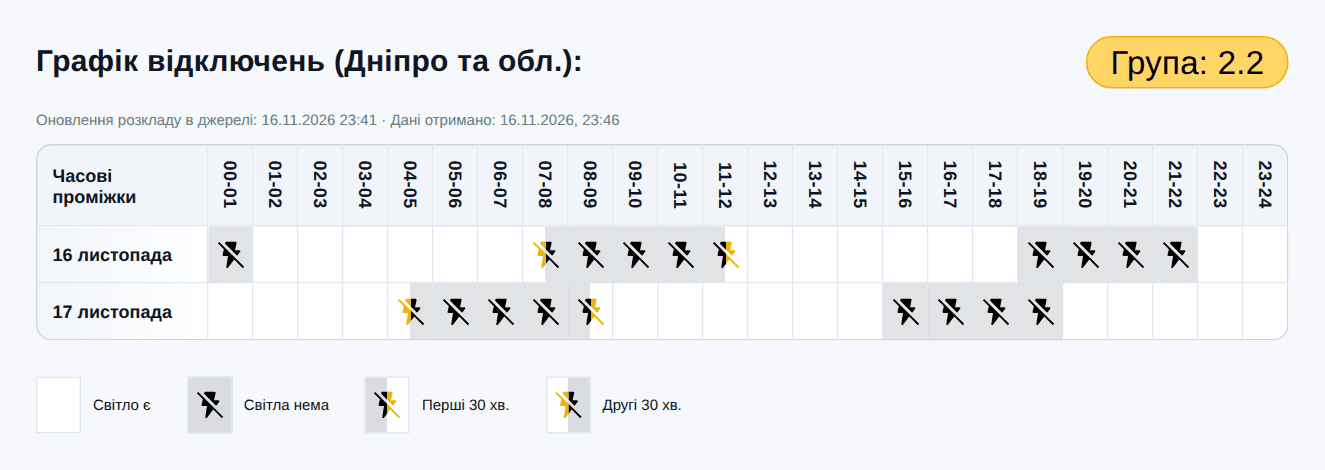 Графік відключень (Дніпро та обл.):
Група: 2.2
Оновлення розкладу в джерелі: 16.11.2026 23:41 · Дані отримано: 16.11.2026, 23:46
Часові
проміжки
00-01
01-02
02-03
03-04
04-05
05-06
06-07
07-08
08-09
09-10
10-11
11-12
12-13
13-14
14-15
15-16
16-17
17-18
18-19
19-20
20-21
21-22
22-23
23-24
16 листопада
17 листопада
Світло є
Світла нема
Перші 30 хв.
Другі 30 хв.